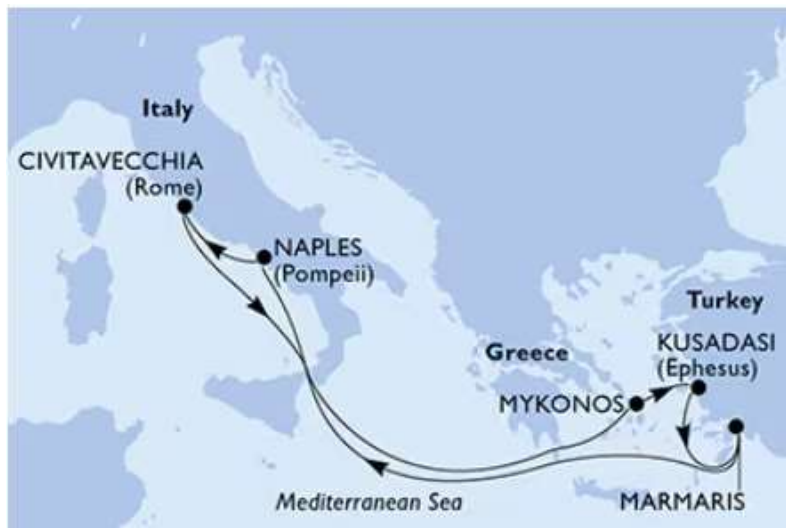 Italy
CIVITAVECCHIA
(Rome)
NAPLES
(Pompeii)
Turkey
KUSADASI
(Ephesus)
Greece
MYKONOS
Mediterranean Sea
MARMARIS